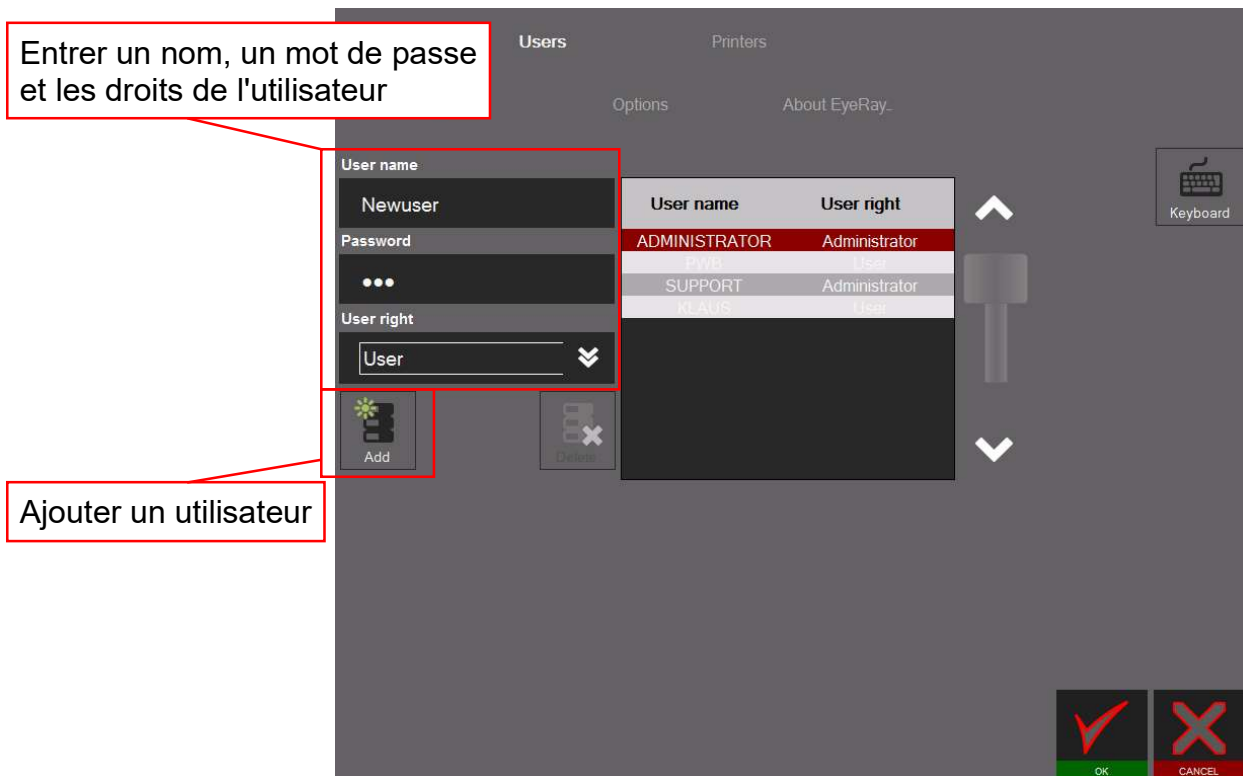 Entrer un nom, un mot de passe
et les droits de l'utilisateur
Users Printers
Options About EyeRay..
User name
Newuser
Password
•••
User right
User
Add
Delete
Ajouter un utilisateur
User name User right
ADMINISTRATOR Administrator
PWB User
SUPPORT Administrator
KLAUS User
Keyboard
OK
CANCEL